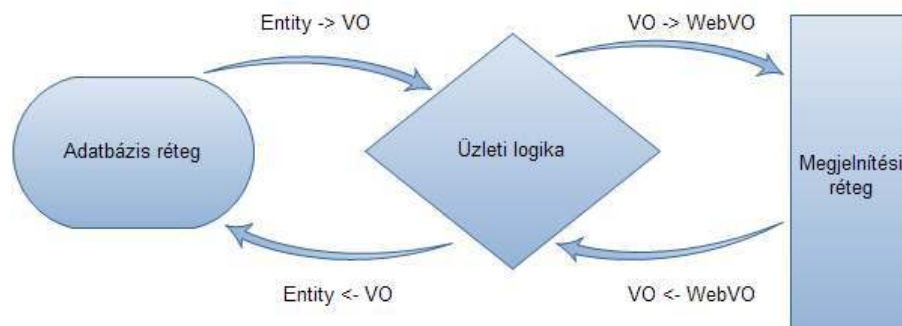 Entity -> VO
VO -> WebVO
Adatbázis réteg
Üzleti logika
Megjelnítési
réteg
Entity <- VO
VO <- WebVO